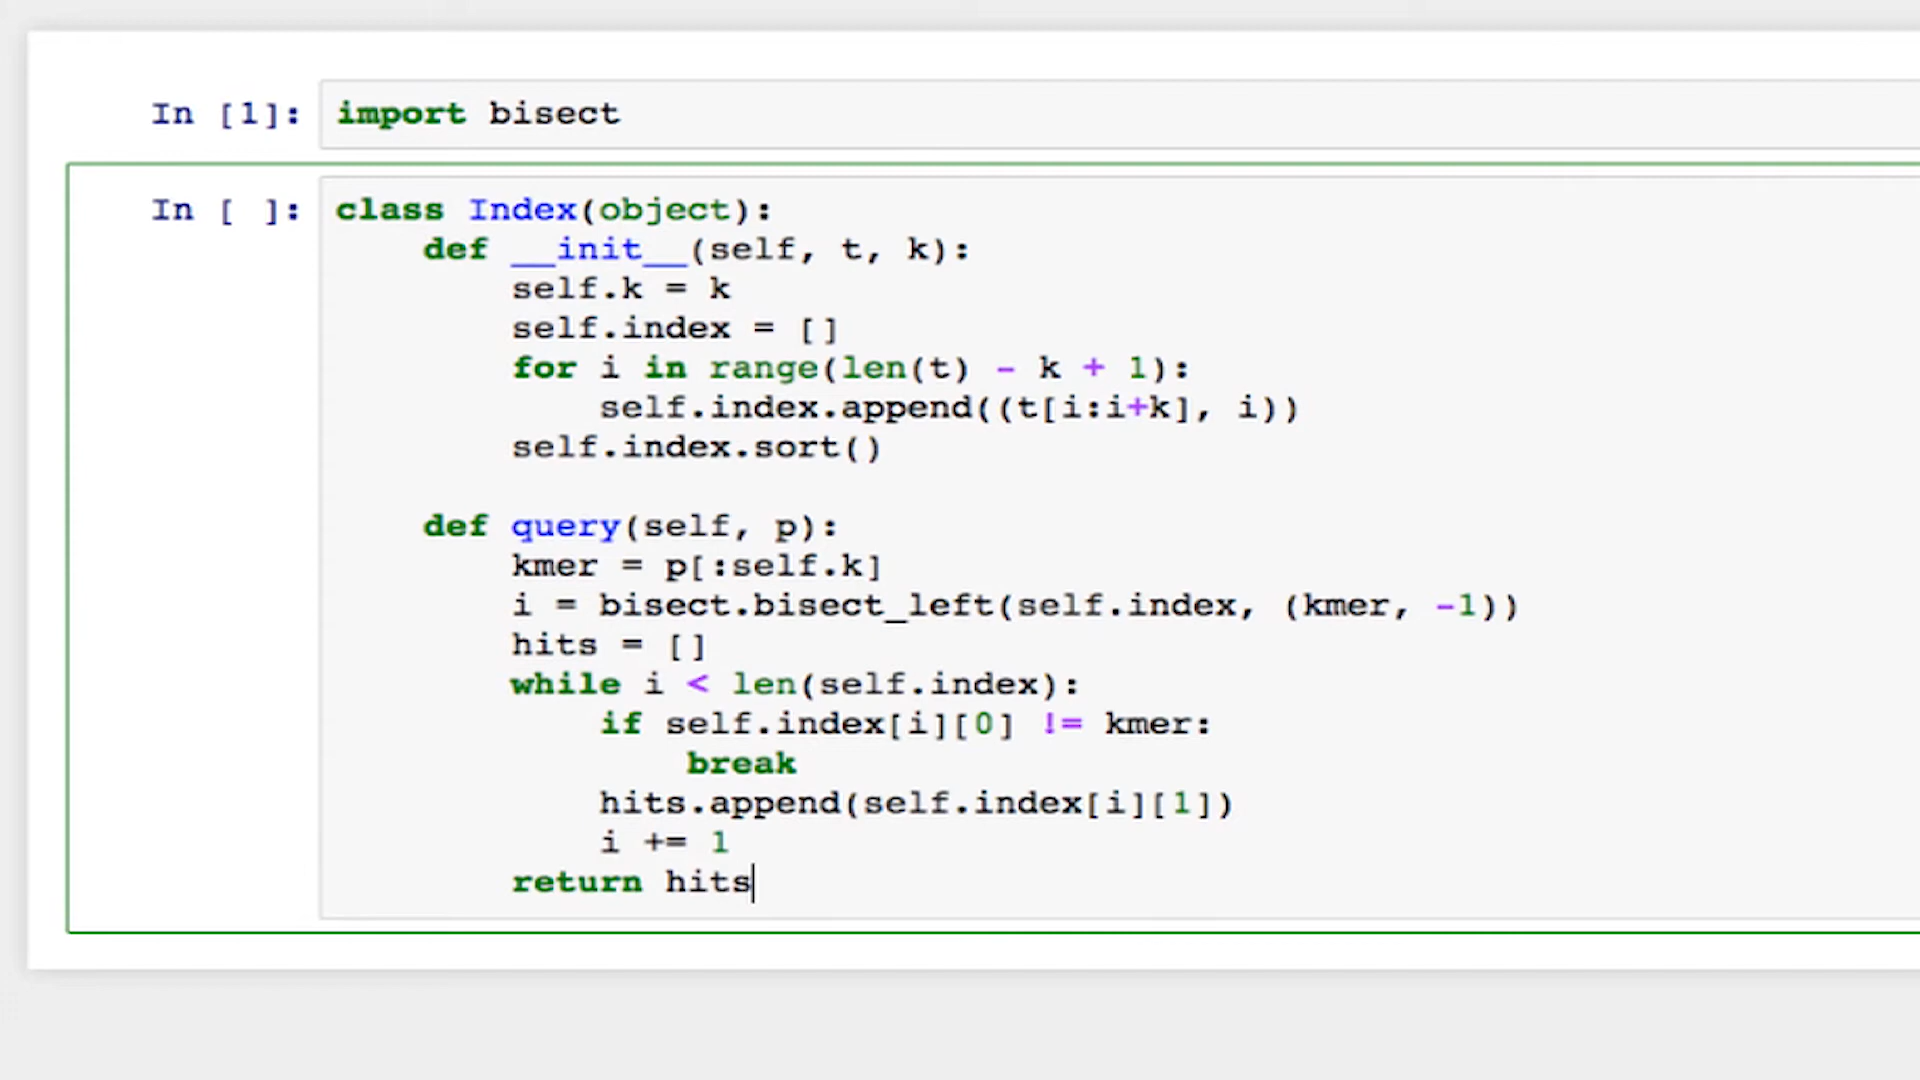 In [1]: import bisect
In [ ]: class Index(object):
    def __init__(self, t, k):
        self.k = k
        self.index = []
        for i in range(len(t) - k + 1):
            self.index.append((t[i:i+k], i))
        self.index.sort()

    def query(self, p):
        kmer = p[:self.k]
        i = bisect.bisect_left(self.index, (kmer, -1))
        hits = []
        while i < len(self.index):
            if self.index[i][0] != kmer:
                break
            hits.append(self.index[i][1])
            i += 1
        return hits